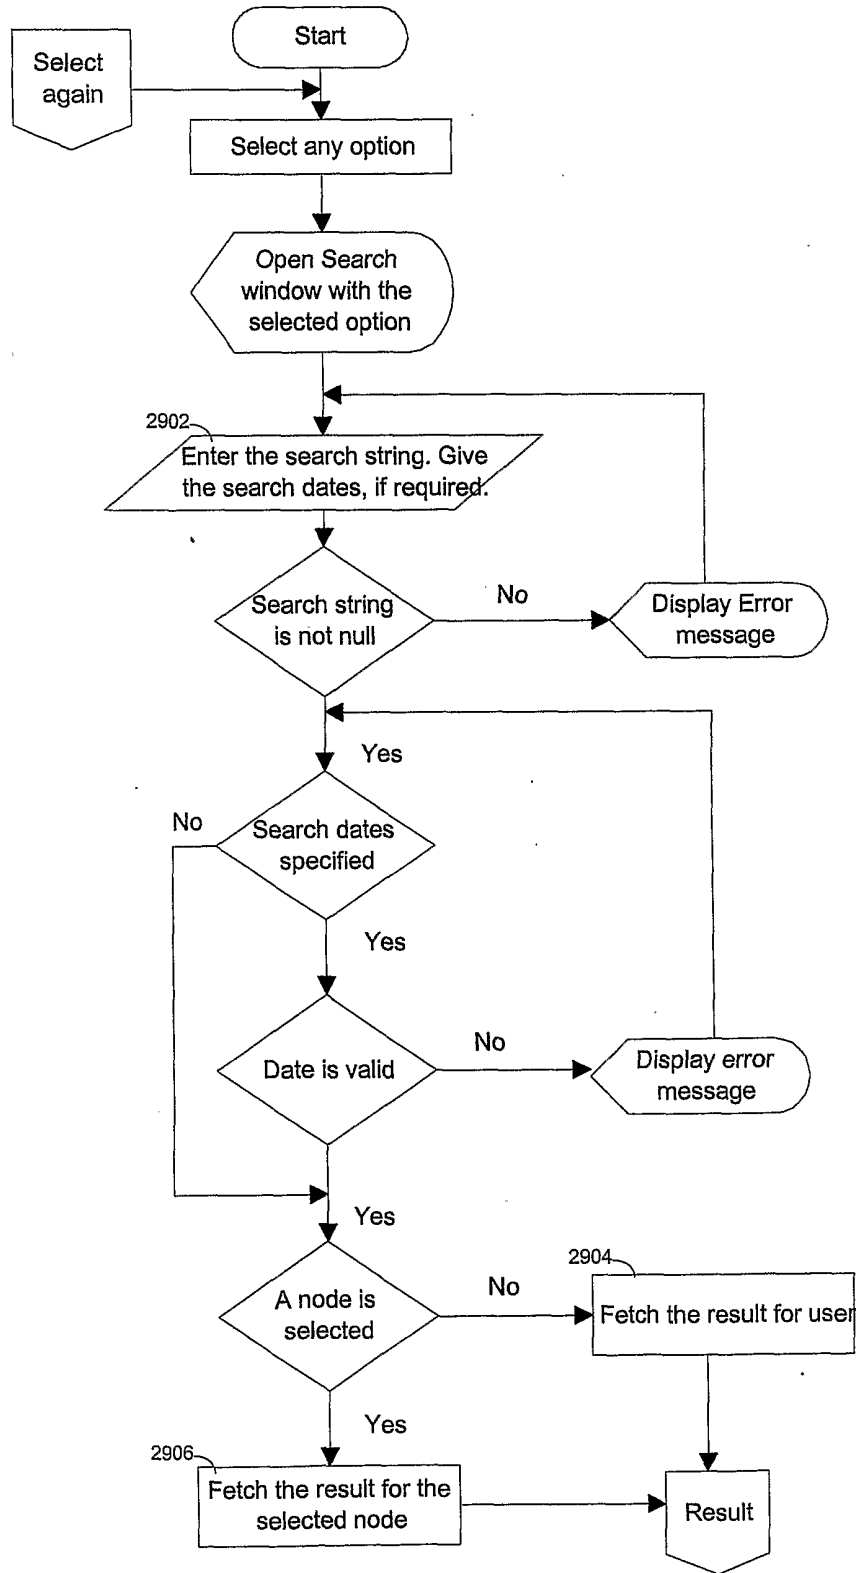 Start
Select
again
Select any option
Open Search
window with the
selected option
2902
Enter the search string. Give
the search dates, if required.
Search string
is not null
No
Display Error
message
Yes
No
Search dates
specified
Yes
Date is valid
No
Display error
message
Yes
A node is
selected
No
2904
Fetch the result for user
Yes
2906
Fetch the result for the
selected node
Result